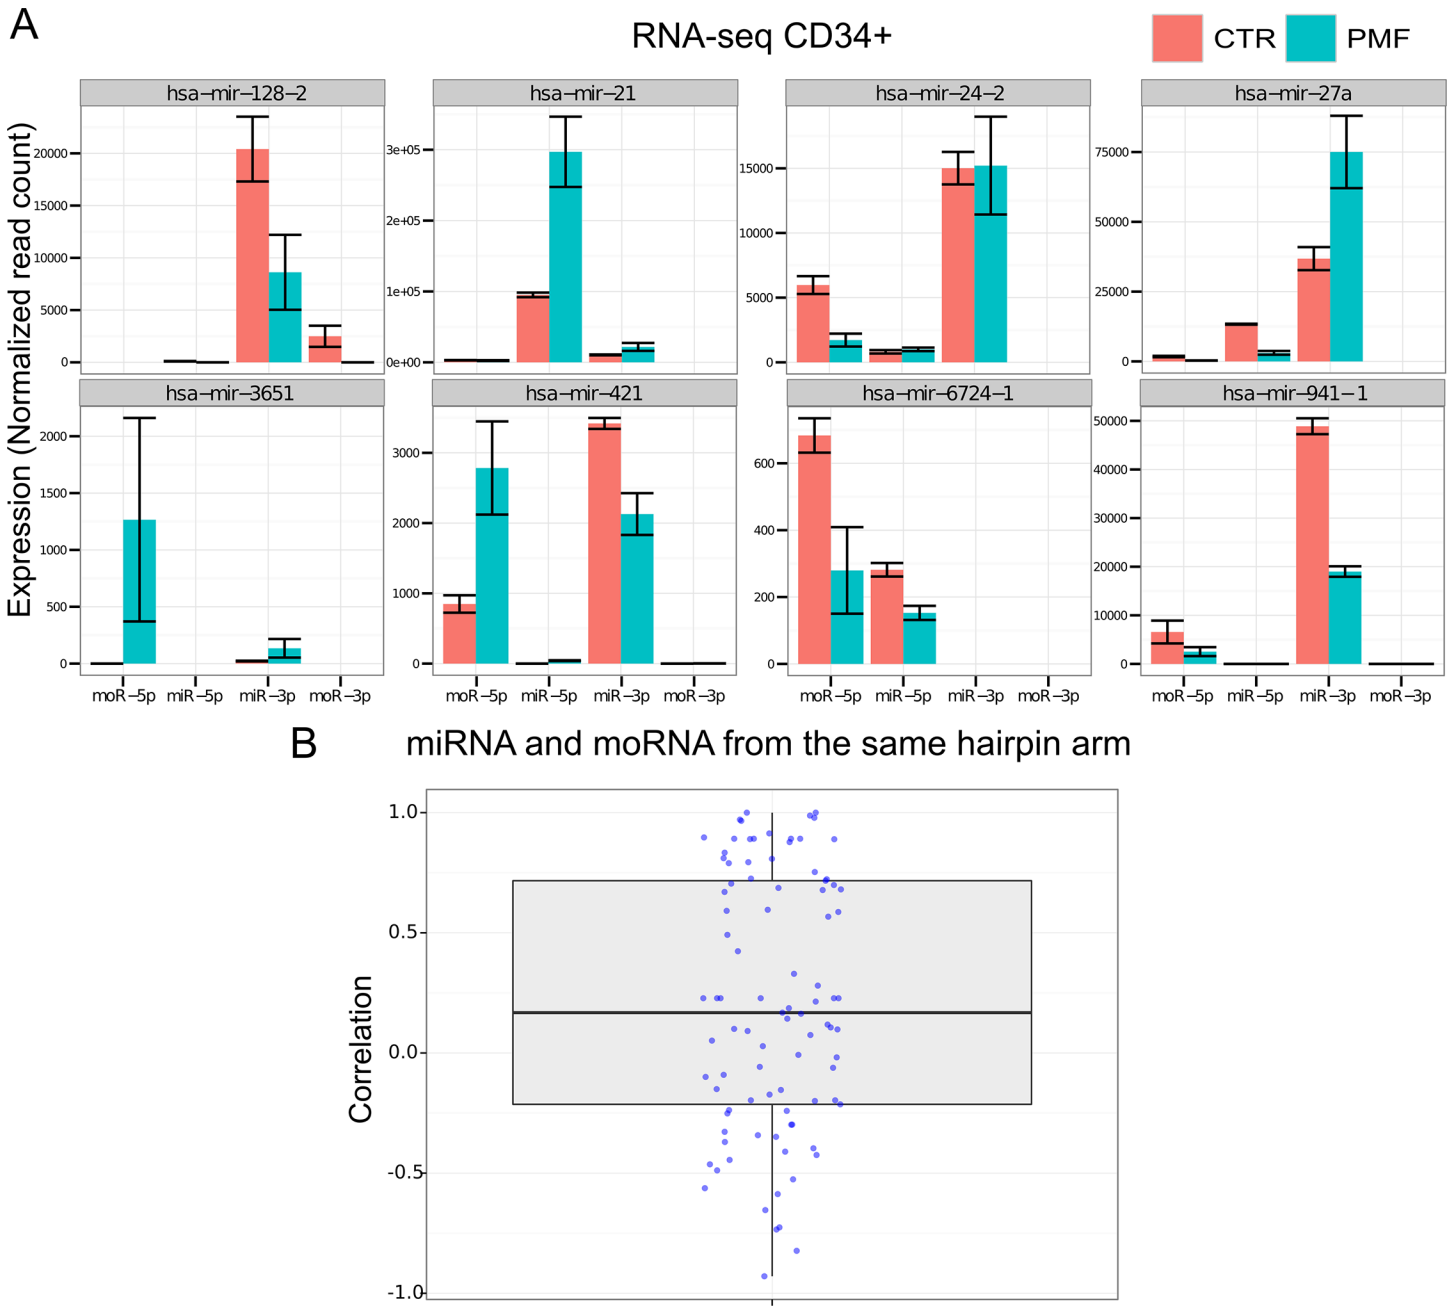 A
RNA-seq CD34+
CTR
PMF
Expression (Normalized read count)
hsa−mir−128−2
20000
15000
10000
5000
0
hsa−mir−21
3e+05
2e+05
1e+05
0e+00
hsa−mir−24−2
15000
10000
5000
0
hsa−mir−27a
75000
50000
25000
0
hsa−mir−3651
2000
1500
1000
500
0
moR−5p miR−5p miR−3p moR−3p
hsa−mir−421
3000
2000
1000
0
moR−5p miR−5p miR−3p moR−3p
hsa−mir−6724−1
600
400
200
0
moR−5p miR−5p miR−3p moR−3p
hsa−mir−941−1
50000
40000
30000
20000
10000
0
moR−5p miR−5p miR−3p moR−3p
B
miRNA and moRNA from the same hairpin arm
Correlation
1.0
0.5
0.0
-0.5
-1.0